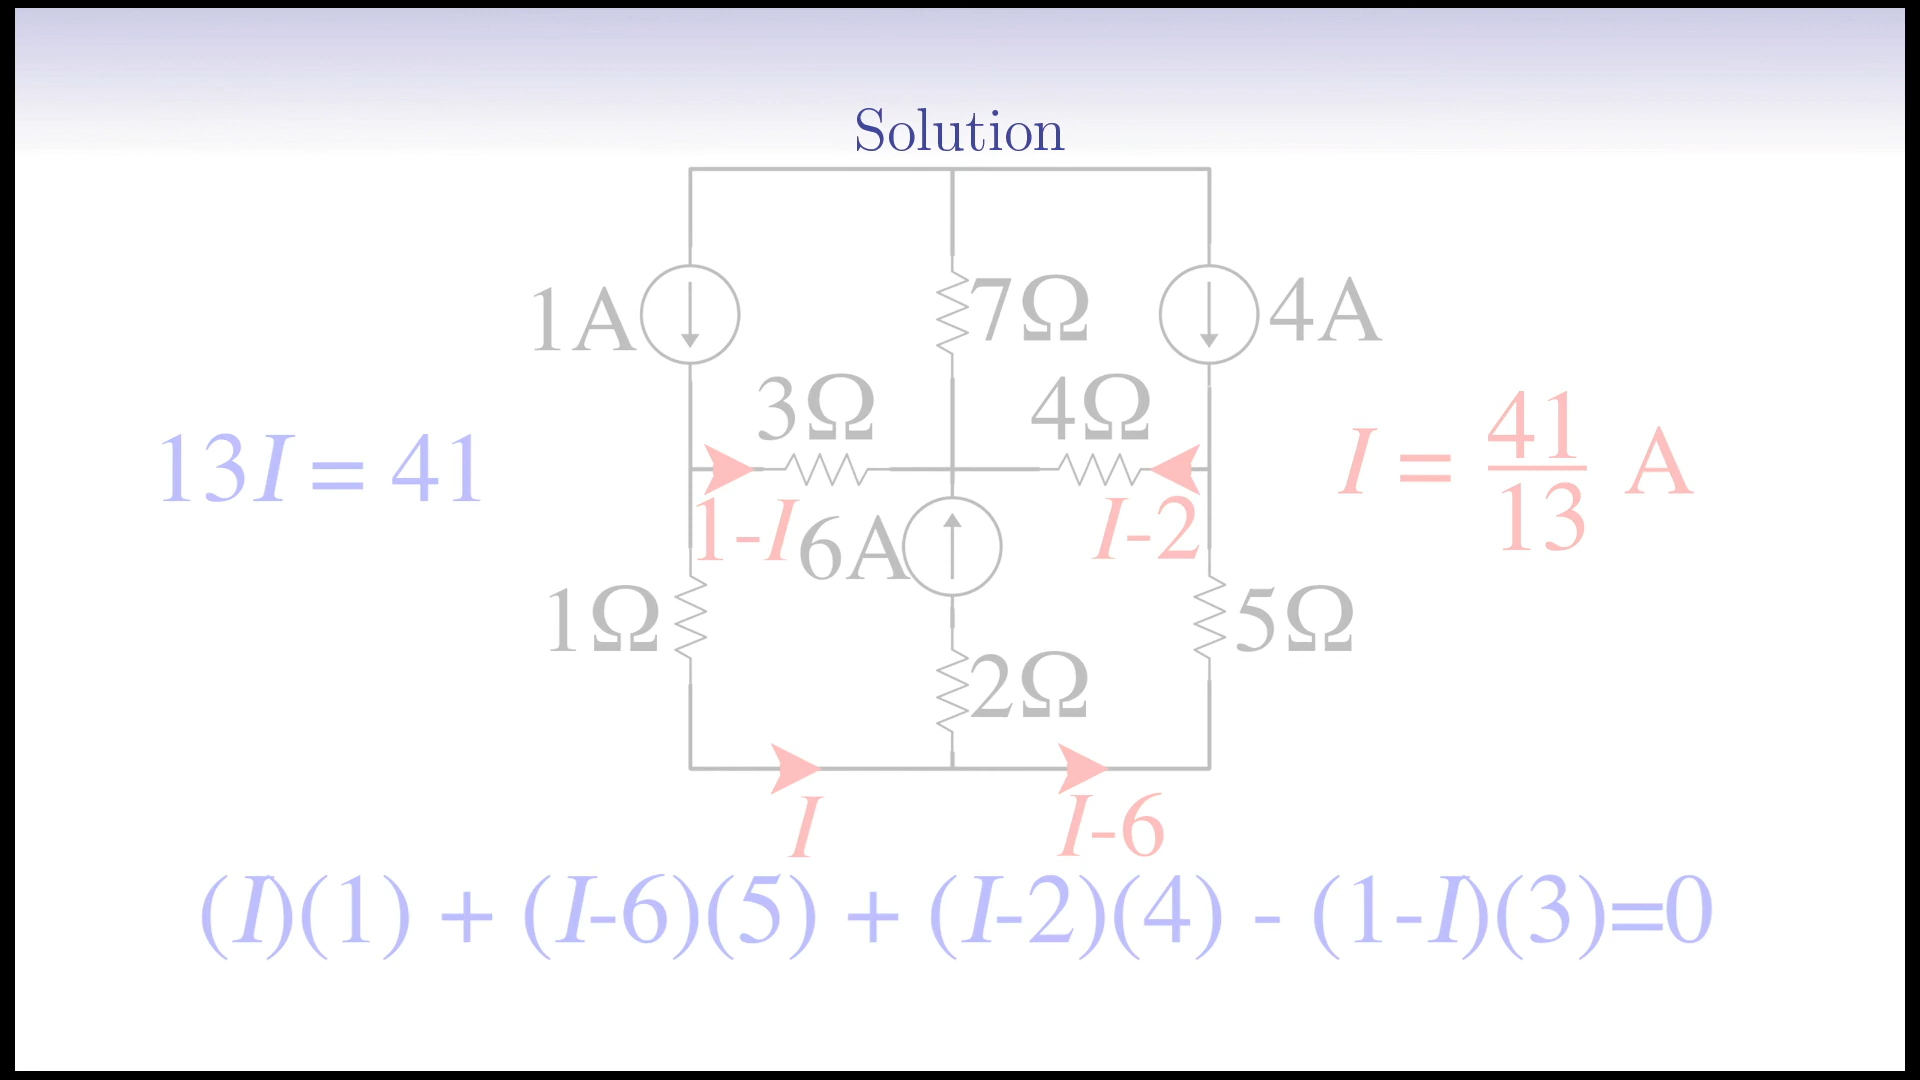 Solution
1A
7Ω
4A
3Ω
4Ω
13I = 41
I = 41/13 A
1-I
6A
I-2
1Ω
5Ω
2Ω
I
I-6
(I)(1) + (I-6)(5) + (I-2)(4) - (1-I)(3)=0